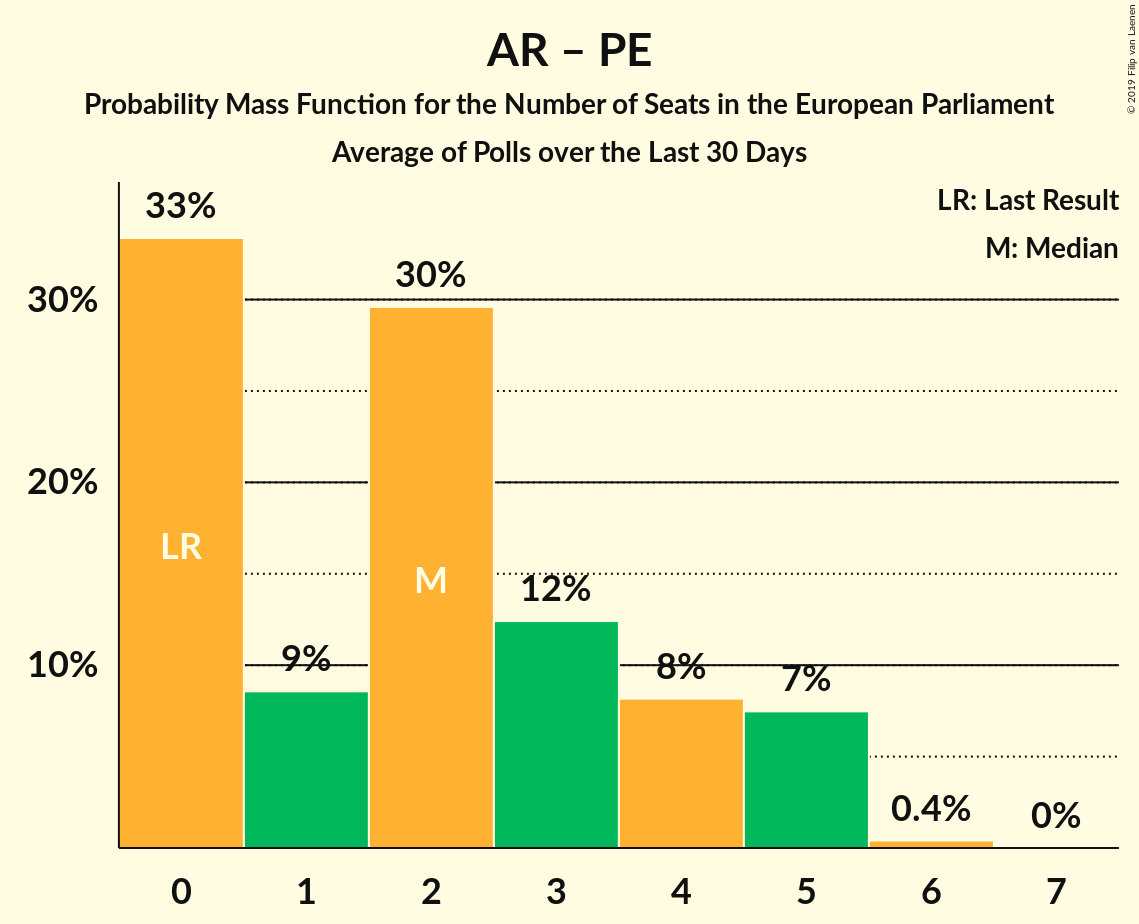 AR – PE
Probability Mass Function for the Number of Seats in the European Parliament
Average of Polls over the Last 30 Days
© 2019 Filip van Laenen
LR: Last Result
M: Median
33%
30%
30%
20%
LR
M
12%
9%
10%
8%
7%
0.4%
0%
0 1 2 3 4 5 6 7